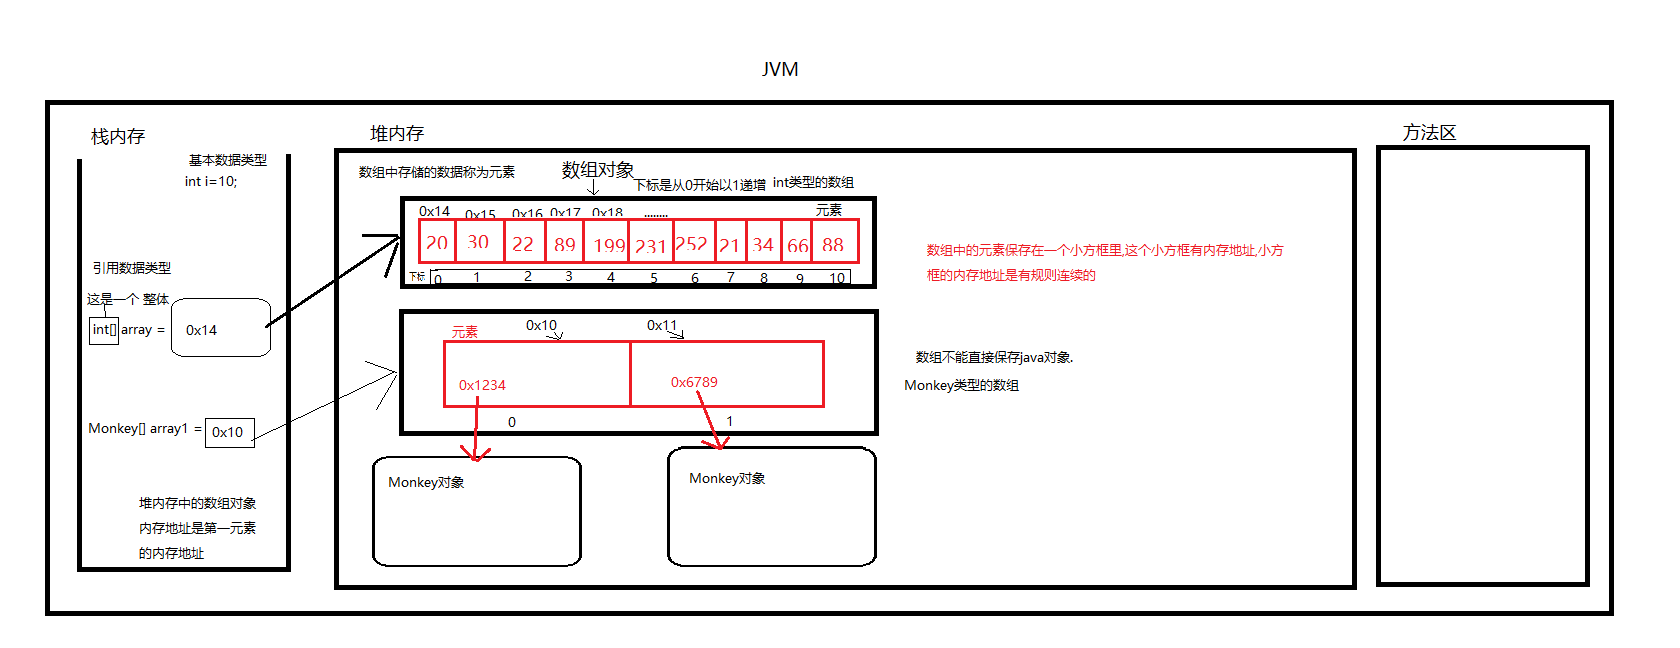 JVM
栈内存
基本数据类型
int i=10;
引用数据类型
这是一个 整体
int[] array = 0x14
Monkey[] array1 = 0x10
堆内存中的数组对象
内存地址是第一元素
的内存地址
堆内存
数组中存储的数据称为元素
数组对象
下标是从0开始以1递增
int类型的数组
0x14 0x15 0x16 0x17 0x18 ........ 元素
20 30 22 89 199 231 252 21 34 66 88
下标 0 1 2 3 4 5 6 7 8 9 10
数组中的元素保存在一个小方框里,这个小方框有内存地址,小方
框的内存地址是有规则连续的
元素 0x10 0x11
0x1234 0x6789
0 1
数组不能直接保存java对象.
Monkey类型的数组
Monkey对象 Monkey对象
方法区